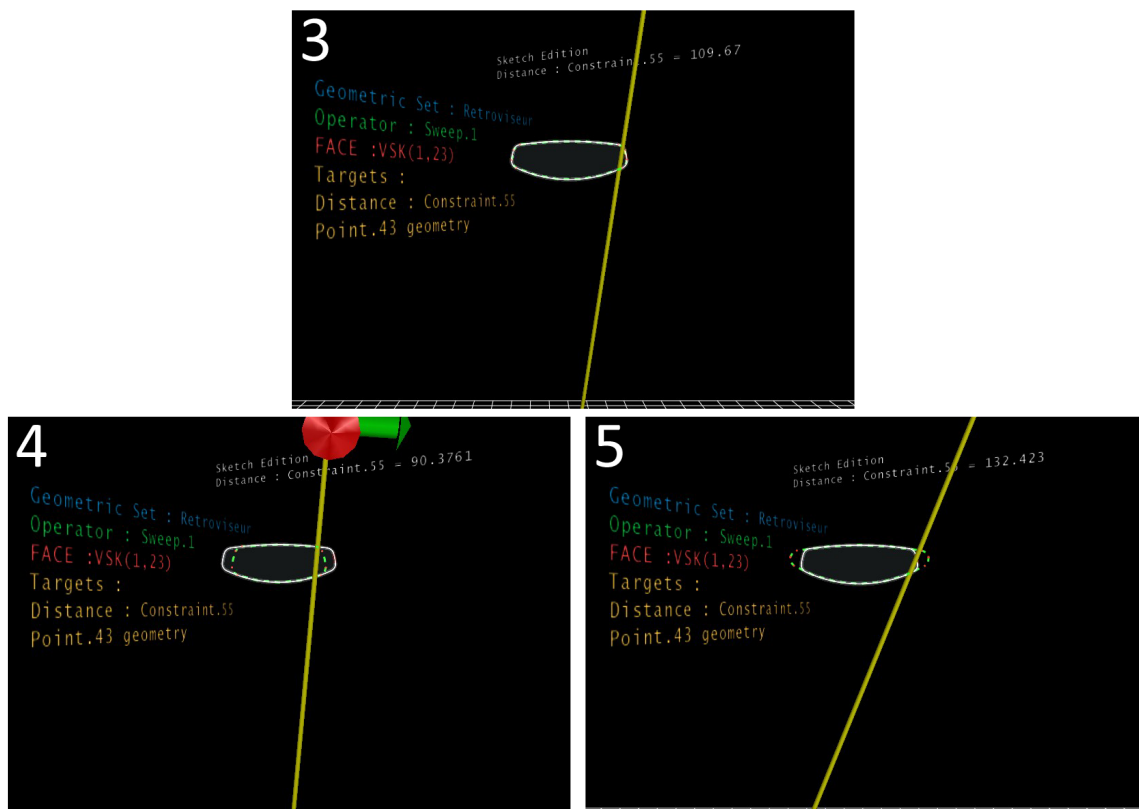 3
Sketch Edition
Distance : Constraint.55 = 109.67
Geometric Set : Retroviseur
Operator : Sweep.1
FACE :VSK(1,23)
Targets :
Distance : Constraint.55
Point.43 geometry
4
Sketch Edition
Distance : Constraint.55 = 90.3761
Geometric Set : Retroviseur
Operator : Sweep.1
FACE :VSK(1,23)
Targets :
Distance : Constraint.55
Point.43 geometry
5
Sketch Edition
Distance : Constraint.55 = 132.423
Geometric Set : Retroviseur
Operator : Sweep.1
FACE :VSK(1,23)
Targets :
Distance : Constraint.55
Point.43 geometry